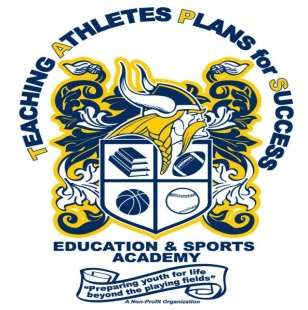 TEACHING ATHLETES PLANS for SUCCESS
EDUCATION & SPORTS
ACADEMY
"Preparing youth for life
beyond the playing fields"
A Non-Profit Organization